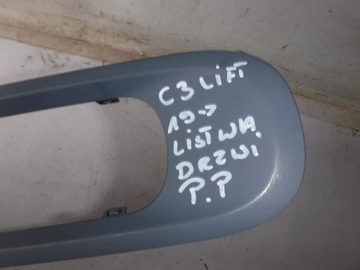 C3 LiFT
19->
LiSTWA
DRZWi
P.P